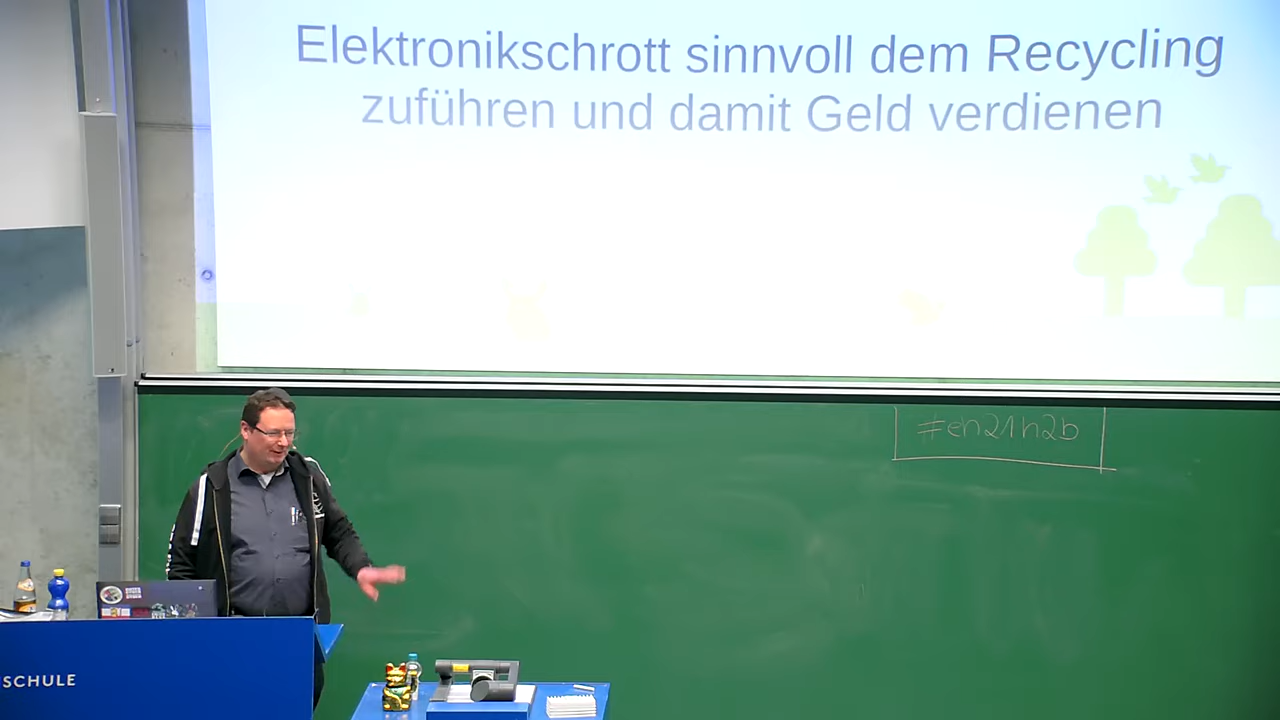 Elektronikschrott sinnvoll dem Recycling
zuführen und damit Geld verdienen
#eh21h2b
SCHULE